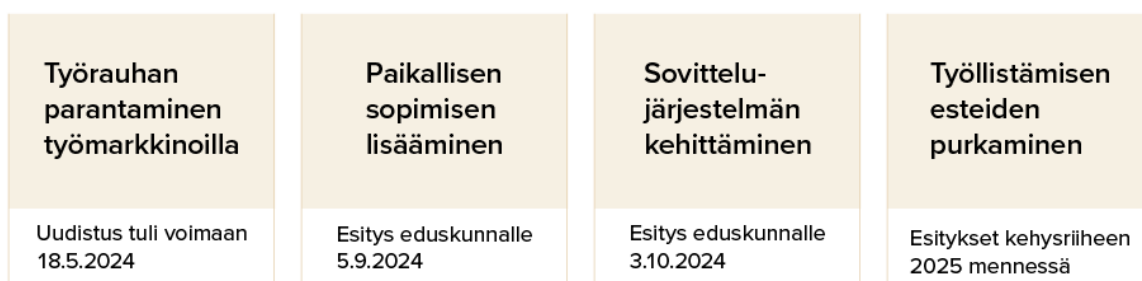 Työrauhan
parantaminen
työmarkkinoilla
Uudistus tuli voimaan
18.5.2024
Paikallisen
sopimisen
lisääminen
Esitys eduskunnalle
5.9.2024
Sovittelu-
järjestelmän
kehittäminen
Esitys eduskunnalle
3.10.2024
Työllistämisen
esteiden
purkaminen
Esitykset kehysriiheen
2025 mennessä